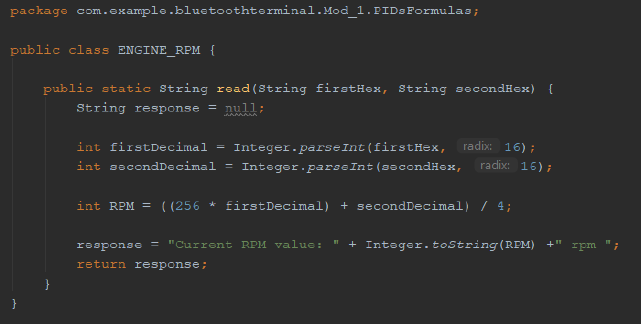 package com.example.bluetoothterminal.Mod_1.PIDsFormulas;
public class ENGINE_RPM {
public static String read(String firstHex, String secondHex) {
String response = null;
int firstDecimal = Integer.parseInt(firstHex, radix: 16);
int secondDecimal = Integer.parseInt(secondHex, radix: 16);
int RPM = ((256 * firstDecimal) + secondDecimal) / 4;
response = "Current RPM value: " + Integer.toString(RPM) +" rpm ";
return response;
}
}